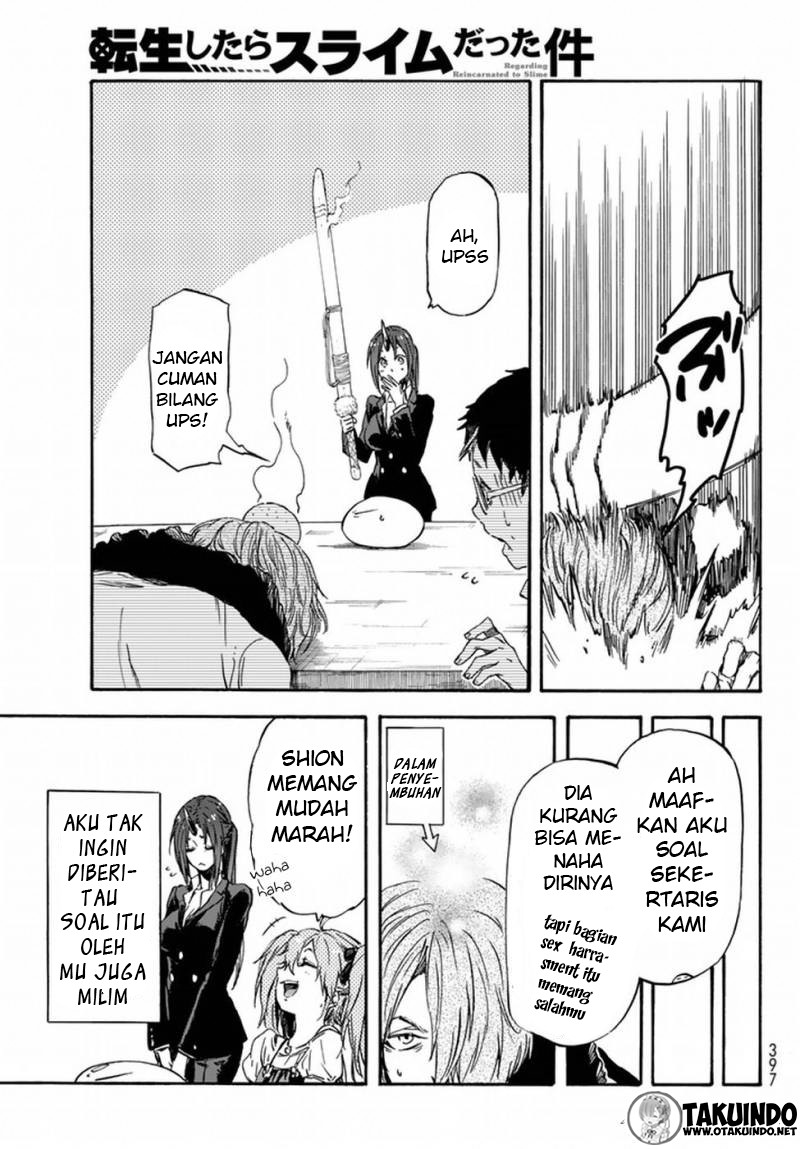 転生したらスライムだった件
Regarding
Reincarnated to Slime
AH,
UPSS
JANGAN
CUMAN
BILANG
UPS!
AH
MAAF-
KAN AKU
SOAL
SEKE-
RTARIS
KAMI
DIA
KURANG
BISA ME-
NAHA
DIRINYA
tapi bagian
sex harra-
sment itu
memang
salahmu
DALAM
PENYE-
MBUHAN
SHION
MEMANG
MUDAH
MARAH!
waha
haha
AKU TAK
INGIN
DIBERI-
TAU
SOAL ITU
OLEH
MU JUGA
MILIM
397
TAKUINDO
WWW.OTAKUINDO.NET